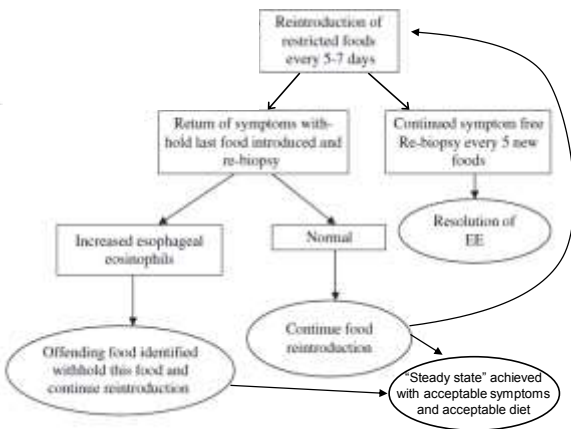 Reintroduction of
restricted foods
every 5-7 days
Return of symptoms with-
hold last food introduced and
re-biopsy
Continued symptom free
Re-biopsy every 5 new
foods
Increased esophageal
eosinophils
Normal
Resolution of
EE
Continue food
reintroduction
Offending food identified
withhold this food and
continue reintroduction
"Steady state" achieved
with acceptable symptoms
and acceptable diet